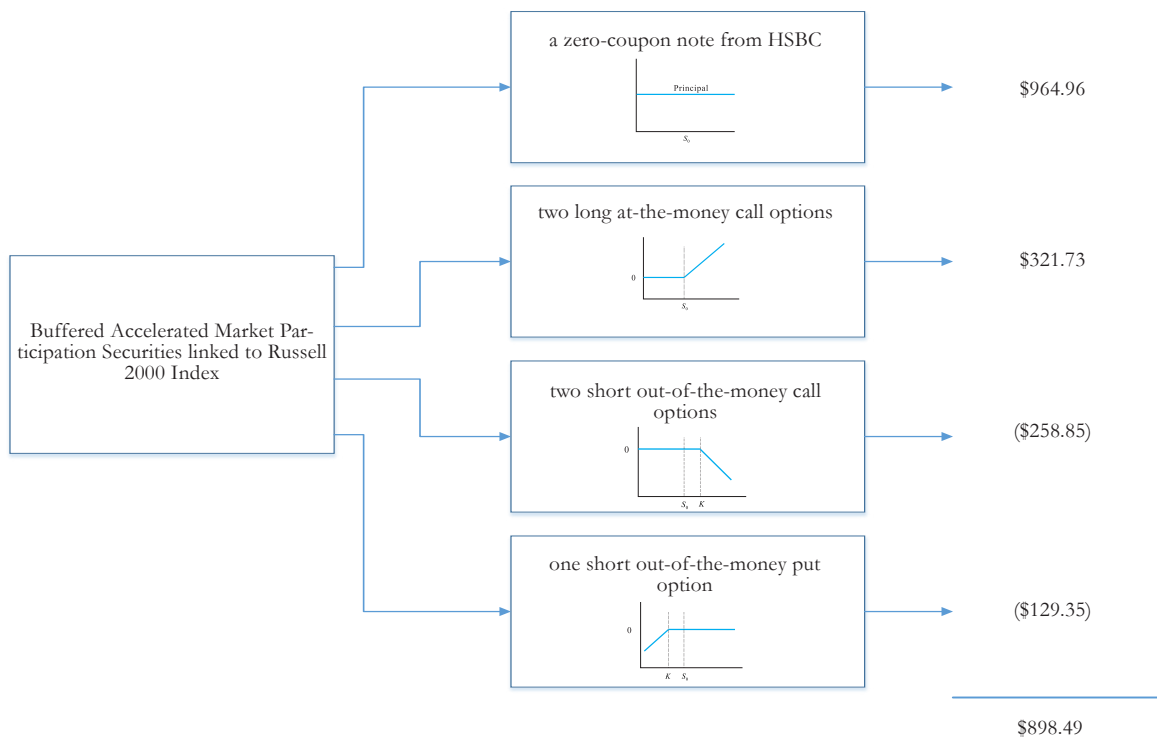 a zero-coupon note from HSBC
Principal
S₀
$964.96
two long at-the-money call options
0
S₀
$321.73
Buffered Accelerated Market Par-
ticipation Securities linked to Russell
2000 Index
two short out-of-the-money call
options
0
S₀ K
($258.85)
one short out-of-the-money put
option
0
K S₀
($129.35)
$898.49